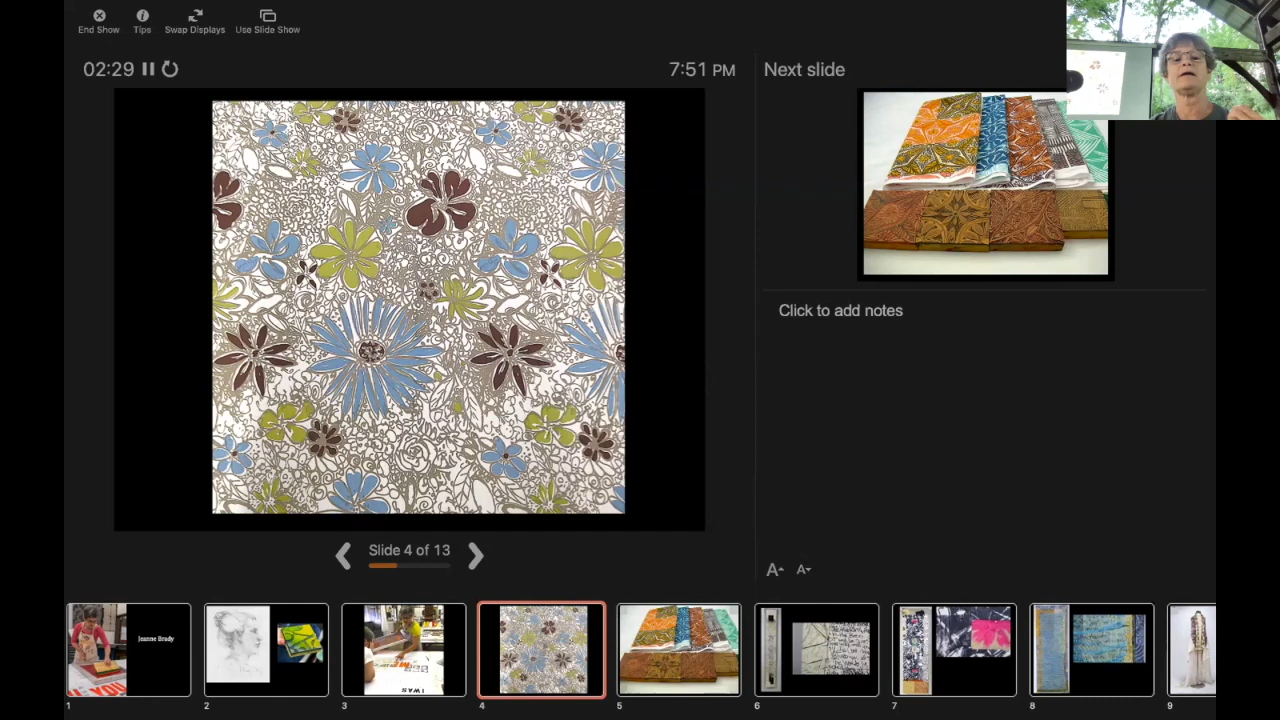 End Show Tips Swap Displays Use Slide Show
02:29 7:51 PM Next slide
Click to add notes
Slide 4 of 13
A A
Jeanne Brady
I WAS
1 2 3 4 5 6 7 8 9